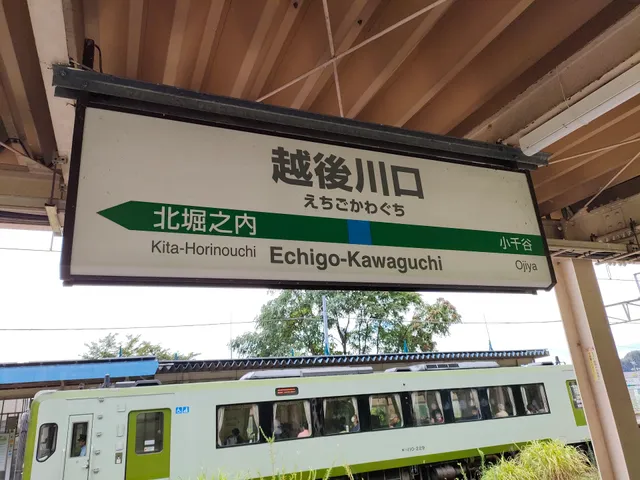 越後川口
えちごかわぐち
北堀之内
小千谷
Kita-Horinouchi
Echigo-Kawaguchi
Ojiya